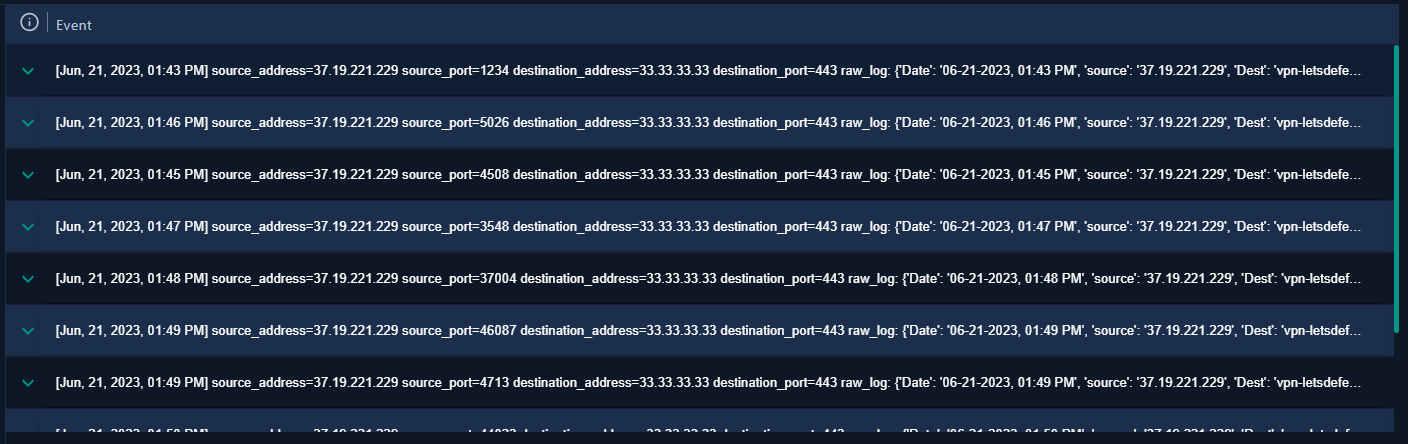 Event
[Jun, 21, 2023, 01:43 PM] source_address=37.19.221.229 source_port=1234 destination_address=33.33.33.33 destination_port=443 raw_log: {'Date': '06-21-2023, 01:43 PM', 'source': '37.19.221.229', 'Dest': 'vpn-letsdefe...
[Jun, 21, 2023, 01:46 PM] source_address=37.19.221.229 source_port=5026 destination_address=33.33.33.33 destination_port=443 raw_log: {'Date': '06-21-2023, 01:46 PM', 'source': '37.19.221.229', 'Dest': 'vpn-letsdefe...
[Jun, 21, 2023, 01:45 PM] source_address=37.19.221.229 source_port=4508 destination_address=33.33.33.33 destination_port=443 raw_log: {'Date': '06-21-2023, 01:45 PM', 'source': '37.19.221.229', 'Dest': 'vpn-letsdefe...
[Jun, 21, 2023, 01:47 PM] source_address=37.19.221.229 source_port=3548 destination_address=33.33.33.33 destination_port=443 raw_log: {'Date': '06-21-2023, 01:47 PM', 'source': '37.19.221.229', 'Dest': 'vpn-letsdefe...
[Jun, 21, 2023, 01:48 PM] source_address=37.19.221.229 source_port=37004 destination_address=33.33.33.33 destination_port=443 raw_log: {'Date': '06-21-2023, 01:48 PM', 'source': '37.19.221.229', 'Dest': 'vpn-letsdef...
[Jun, 21, 2023, 01:49 PM] source_address=37.19.221.229 source_port=46087 destination_address=33.33.33.33 destination_port=443 raw_log: {'Date': '06-21-2023, 01:49 PM', 'source': '37.19.221.229', 'Dest': 'vpn-letsdef...
[Jun, 21, 2023, 01:49 PM] source_address=37.19.221.229 source_port=4713 destination_address=33.33.33.33 destination_port=443 raw_log: {'Date': '06-21-2023, 01:49 PM', 'source': '37.19.221.229', 'Dest': 'vpn-letsdefe...